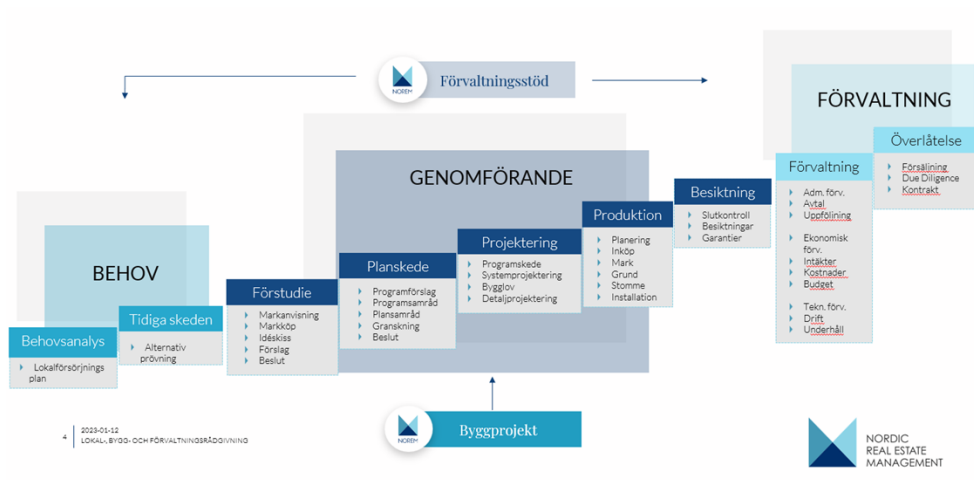 NOREM
Förvaltningsstöd
FÖRVALTNING
Överlåtelse
Försäljning
Due Diligence
Kontrakt
Förvaltning
Adm. förv.
Avtal
Uppföljning
Ekonomisk
förv.
Intäkter
Kostnader
Budget
Tekn. förv.
Drift
Underhåll
GENOMFÖRANDE
Besiktning
Slutkontroll
Besiktningar
Garantier
Produktion
Planering
Inköp
Mark
Grund
Stomme
Installation
Projektering
Programskede
Systemprojektering
Bygglov
Detaljprojektering
Planskede
Programförslag
Programsamråd
Plansamråd
Granskning
Beslut
Förstudie
Markanvisning
Markköp
Idéskiss
Förslag
Beslut
BEHOV
Tidiga skeden
Alternativ
prövning
Behovsanalys
Lokalförsörjnings
plan
NOREM
Byggprojekt
4
2023-01-12
LOKAL-, BYGG- OCH FÖRVALTNINGSRÅDGIVNING
NORDIC
REAL ESTATE
MANAGEMENT